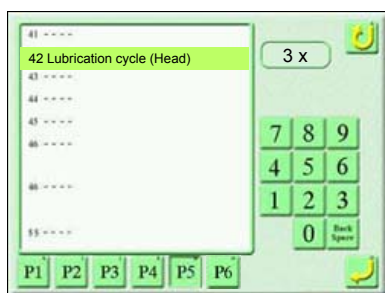 41 ----
42 Lubrication cycle (Head)
3 x
43 ----
44 ----
45 ----
46 ----
7 8 9
4 5 6
46 ----
1 2 3
55 ----
0 Back Space
P1 P2 P3 P4 P5 P6